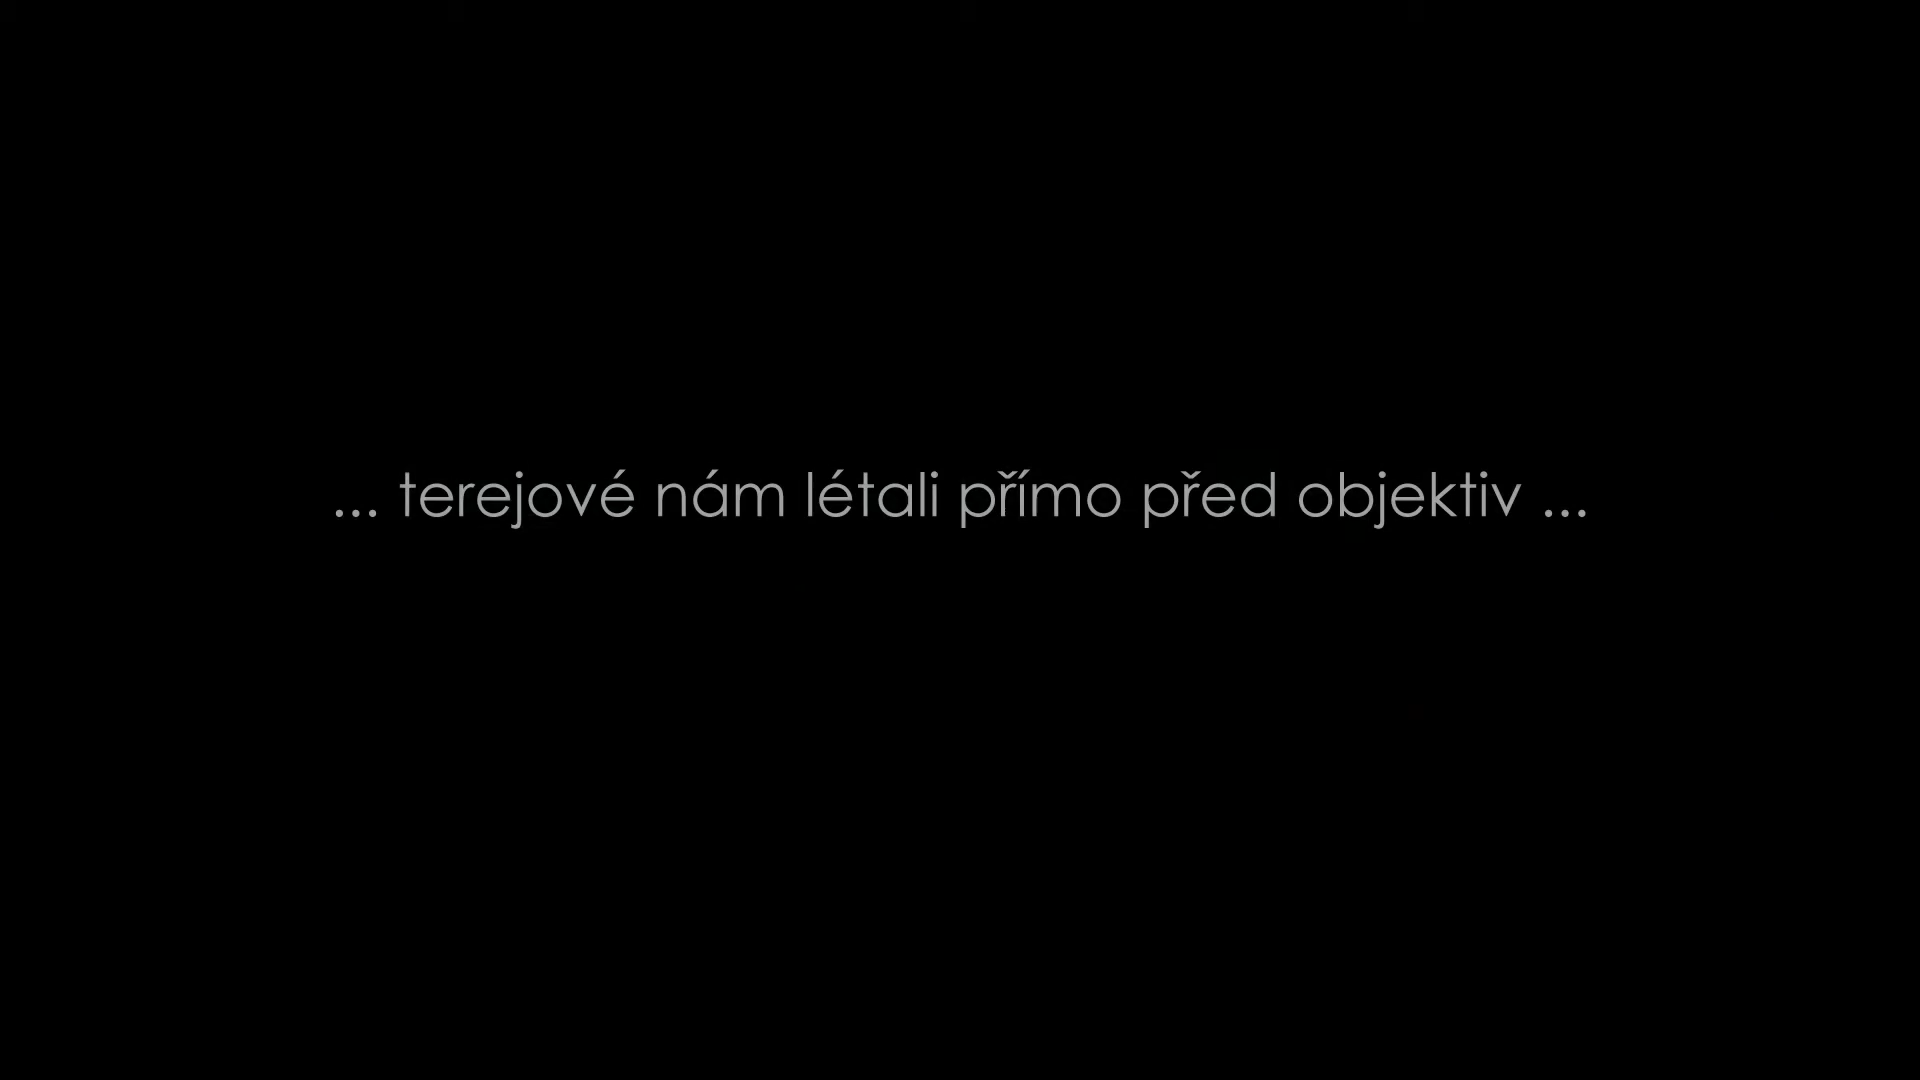 ... terejové nám létali přímo před objektiv ...